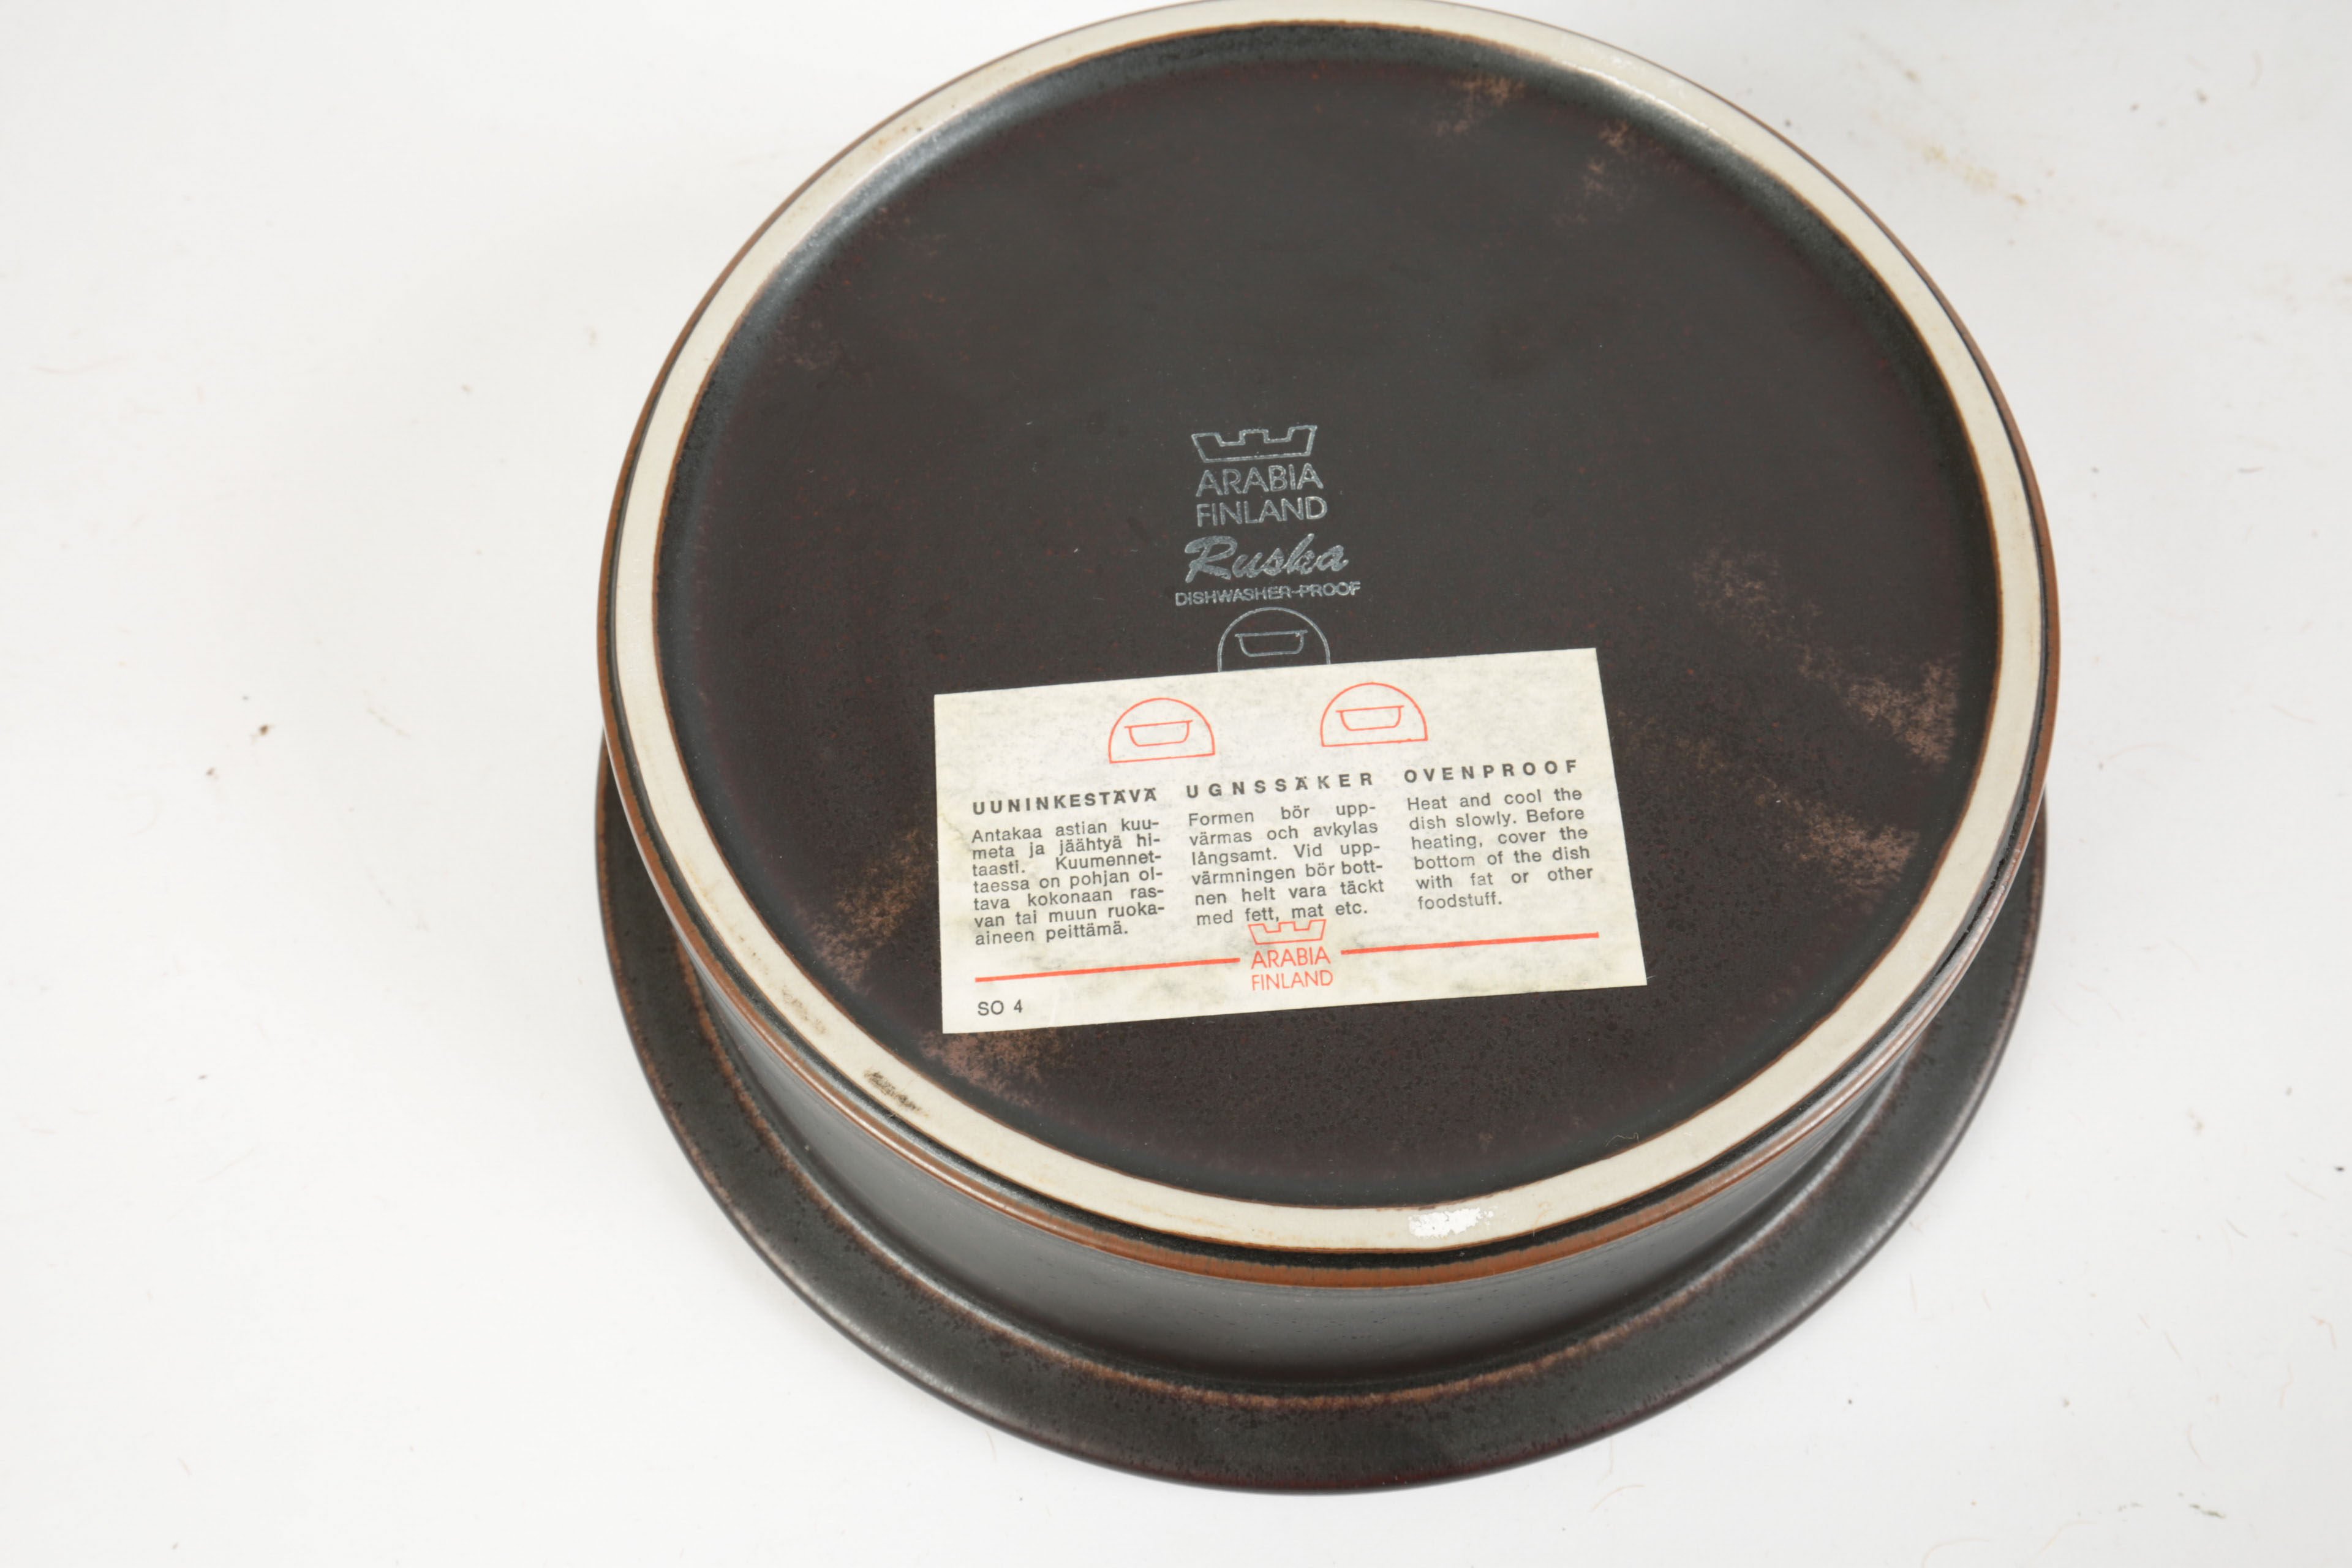 ARABIA
FINLAND
Ruska
DISHWASHER-PROOF
UUNINKESTÄVÄ
Antakaa astian kuu-
meta ja jäähtyä hi-
taasti. Kuumennet-
taessa on pohjan ol-
tava kokonaan ras-
van tai muun ruoka-
aineen peittämä.
UGNSSÄKER
Formen bör upp-
värmas och avkylas
långsamt. Vid upp-
värmningen bör bott-
nen helt vara täckt
med fett, mat etc.
OVENPROOF
Heat and cool the
dish slowly. Before
heating, cover the
bottom of the dish
with fat or other
foodstuff.
ARABIA
FINLAND
SO 4